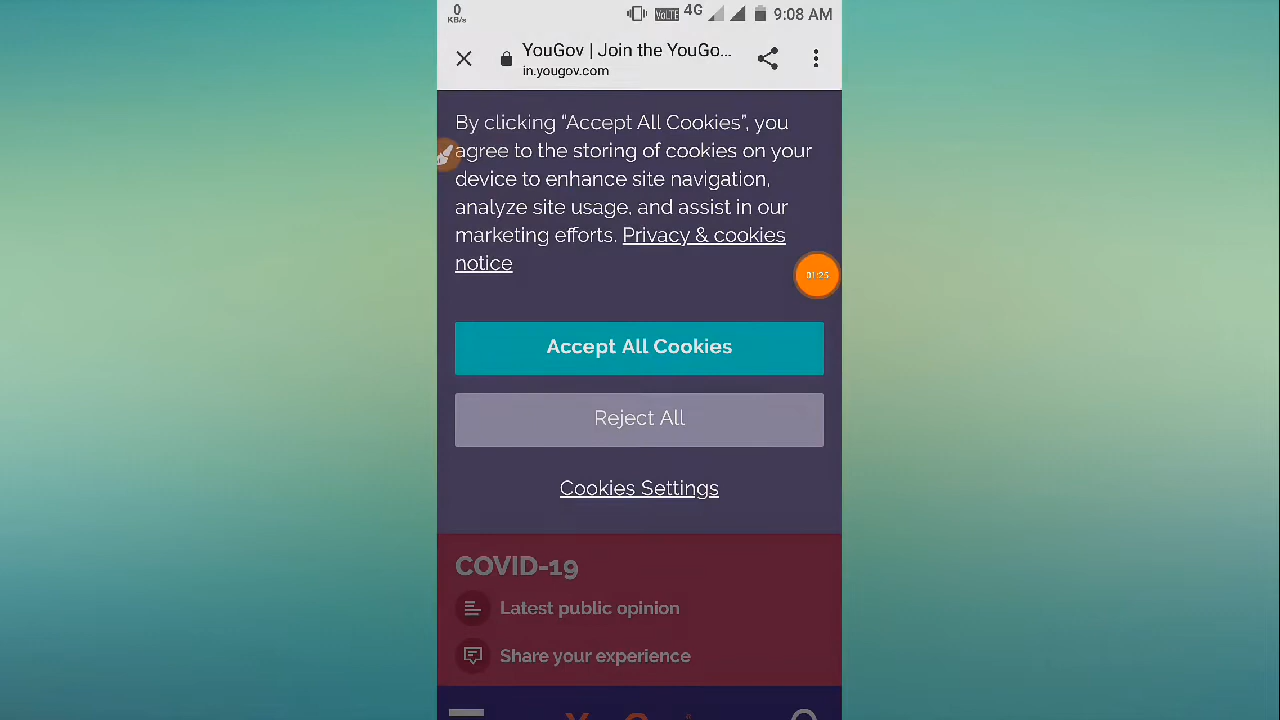 0
KB/s
VoLTE 4G 9:08 AM
YouGov | Join the YouGo...
in.yougov.com
By clicking “Accept All Cookies”, you
agree to the storing of cookies on your
device to enhance site navigation,
analyze site usage, and assist in our
marketing efforts. Privacy & cookies
notice
01:25
Accept All Cookies
Reject All
Cookies Settings
COVID-19
Latest public opinion
Share your experience